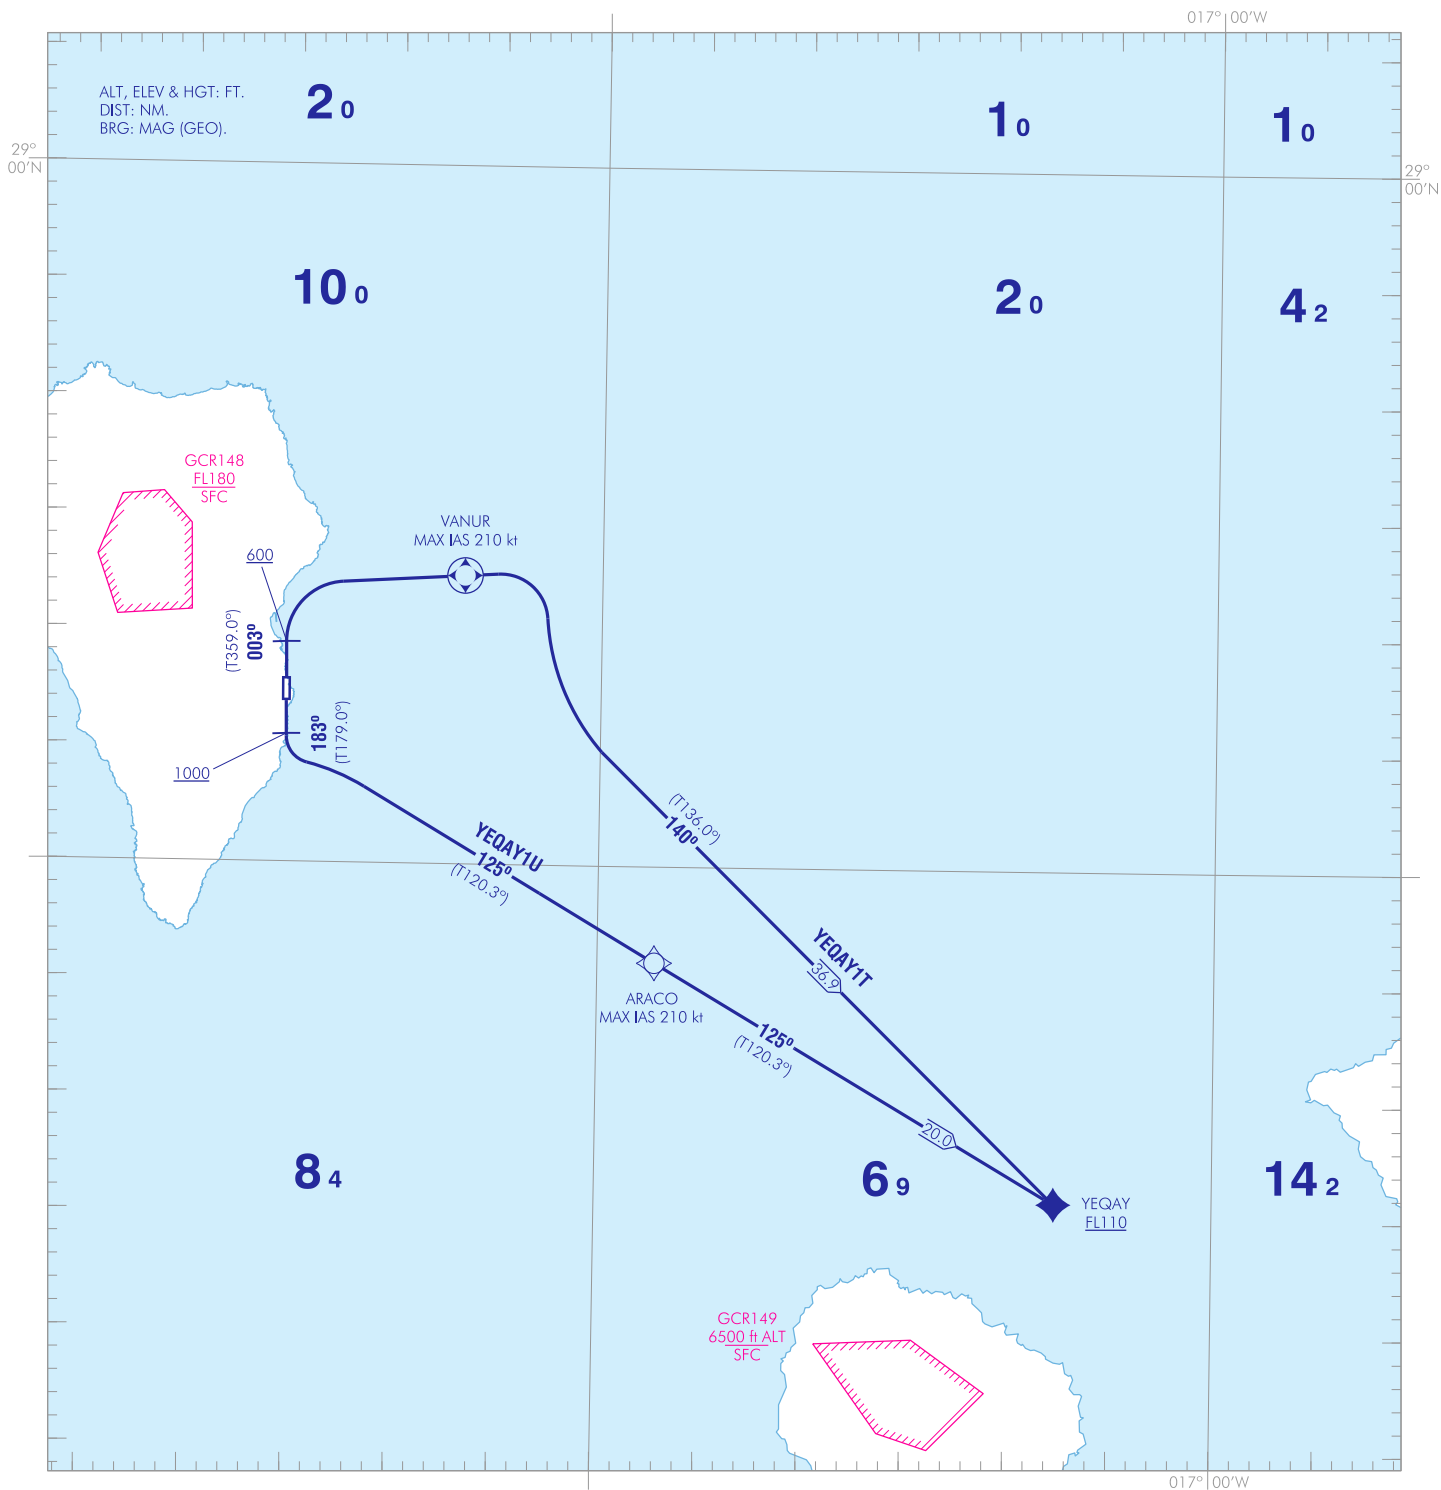 017° 00'W
ALT, ELEV & HGT: FT.
DIST: NM.
BRG: MAG (GEO).
2 0
1 0
1 0
29°
00'N
29°
00'N
10 0
2 0
4 2
GCR148
FL180
SFC
VANUR
MAX IAS 210 kt
600
003°
(T359.0°)
183°
(T179.0°)
1000
(T136.0°)
140°
YEQAY1U
125°
(T120.3°)
YEQAY1T
36.9
ARACO
MAX IAS 210 kt
125°
(T120.3°)
20.0
8 4
6 9
14 2
YEQAY
FL110
GCR149
6500 ft ALT
SFC
017° 00'W